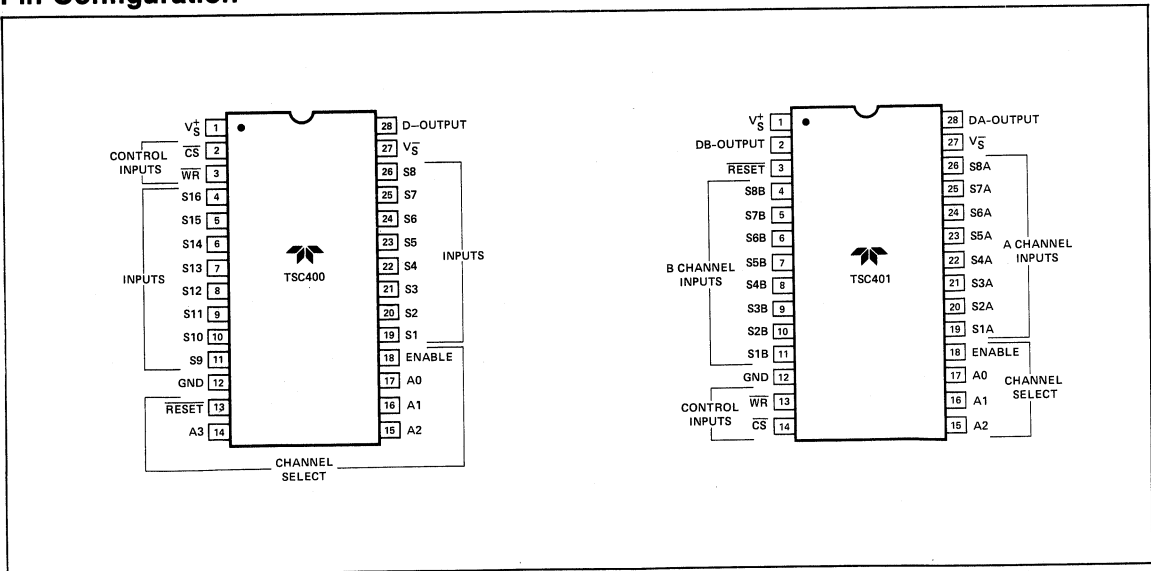 Pin Configuration
V+S 1
CS 2
WR 3
CONTROL
INPUTS
S16 4
S15 5
S14 6
S13 7
S12 8
S11 9
S10 10
S9 11
INPUTS
GND 12
RESET 13
A3 14
TSC400
28 D–OUTPUT
27 V–S
26 S8
25 S7
24 S6
23 S5
22 S4
21 S3
20 S2
19 S1
INPUTS
18 ENABLE
17 A0
16 A1
15 A2
CHANNEL
SELECT
V+S 1
DB-OUTPUT 2
RESET 3
S8B 4
S7B 5
S6B 6
S5B 7
S4B 8
S3B 9
S2B 10
S1B 11
B CHANNEL
INPUTS
GND 12
WR 13
CS 14
CONTROL
INPUTS
TSC401
28 DA-OUTPUT
27 V–S
26 S8A
25 S7A
24 S6A
23 S5A
22 S4A
21 S3A
20 S2A
19 S1A
A CHANNEL
INPUTS
18 ENABLE
17 A0
16 A1
15 A2
CHANNEL
SELECT